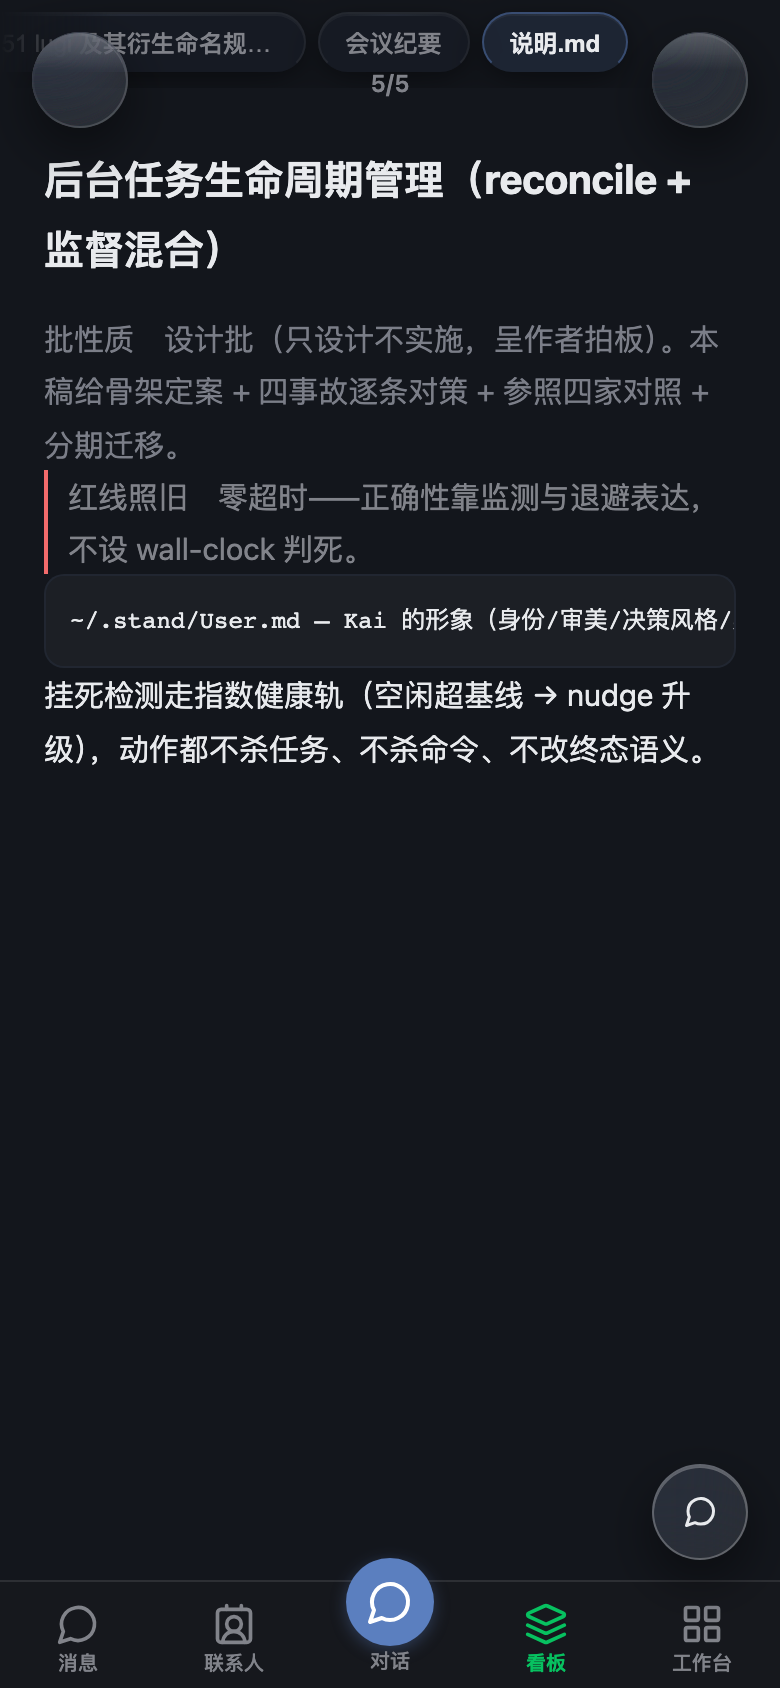 51 lu 及其衍生命名规…
会议纪要
说明.md
5/5
后台任务生命周期管理（reconcile +
监督混合）
批性质　设计批（只设计不实施，呈作者拍板）。本
稿给骨架定案 + 四事故逐条对策 + 参照四家对照 +
分期迁移。
红线照旧　零超时——正确性靠监测与退避表达，
不设 wall-clock 判死。
~/.stand/User.md — Kai 的形象（身份/审美/决策风格/
挂死检测走指数健康轨（空闲超基线 → nudge 升
级），动作都不杀任务、不杀命令、不改终态语义。
消息
联系人
对话
看板
工作台